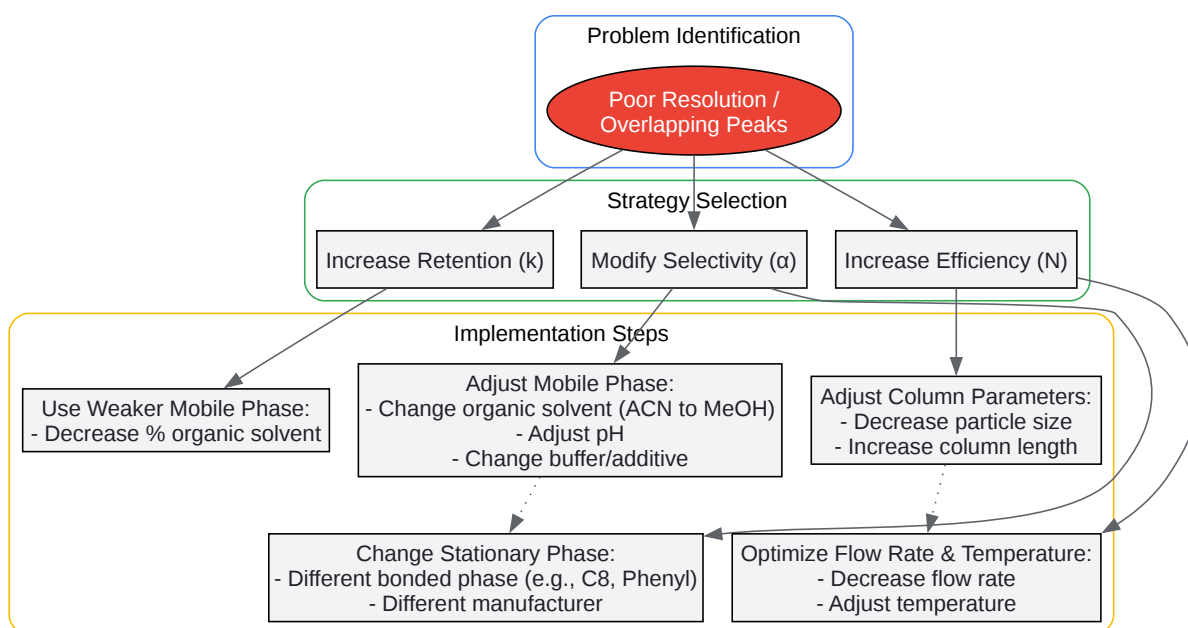 Problem Identification
Poor Resolution /
Overlapping Peaks
Strategy Selection
Increase Retention (k)
Modify Selectivity (α)
Increase Efficiency (N)
Implementation Steps
Use Weaker Mobile Phase:
- Decrease % organic solvent
Adjust Mobile Phase:
- Change organic solvent (ACN to MeOH)
- Adjust pH
- Change buffer/additive
Adjust Column Parameters:
- Decrease particle size
- Increase column length
Change Stationary Phase:
- Different bonded phase (e.g., C8, Phenyl)
- Different manufacturer
Optimize Flow Rate & Temperature:
- Decrease flow rate
- Adjust temperature